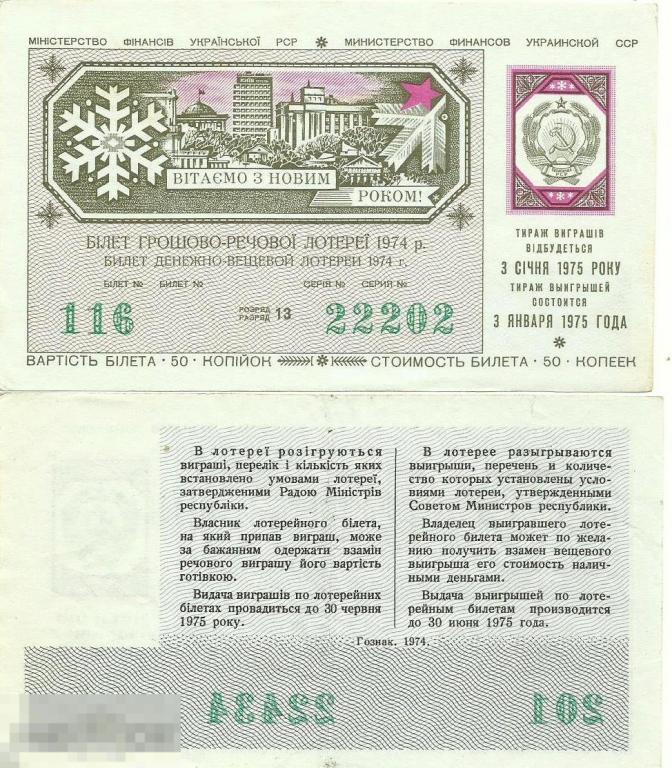 МІНІСТЕРСТВО ФІНАНСІВ УКРАЇНСЬКОЇ РСР ✻ МИНИСТЕРСТВО ФИНАНСОВ УКРАИНСКОЙ ССР
ВІТАЄМО З НОВИМ
РОКОМ!
БІЛЕТ ГРОШОВО-РЕЧОВОЇ ЛОТЕРЕЇ 1974 р.
БИЛЕТ ДЕНЕЖНО-ВЕЩЕВОЙ ЛОТЕРЕИ 1974 г.
БІЛЕТ № БИЛЕТ № СЕРІЯ № СЕРИЯ №
116 РОЗРЯД РАЗРЯД 13 22202
ТИРАЖ ВИГРАШІВ
ВІДБУДЕТЬСЯ
3 СІЧНЯ 1975 РОКУ
ТИРАЖ ВЫИГРЫШЕЙ
СОСТОИТСЯ
3 ЯНВАРЯ 1975 ГОДА
ВАРТІСТЬ БІЛЕТА · 50 · КОПІЙОК ✻ СТОИМОСТЬ БИЛЕТА · 50 · КОПЕЕК
В лотереї розігруються
виграші, перелік і кількість яких
встановлено умовами лотереї,
затвердженими Радою Міністрів
республіки.
Власник лотерейного білета,
на який припав виграш, може
за бажанням одержати взамін
речового виграшу його вартість
готівкою.
Видача виграшів по лотерейних
білетах провадиться до 30 червня
1975 року.
В лотерее разыгрываются
выигрыши, перечень и количе-
ство которых установлены усло-
виями лотереи, утвержденными
Советом Министров республики.
Владелец выигравшего лоте-
рейного билета может по жела-
нию получить взамен вещевого
выигрыша его стоимость налич-
ными деньгами.
Выдача выигрышей по лоте-
рейным билетам производится
до 30 июня 1975 года.
Гознак. 1974.
22434 201